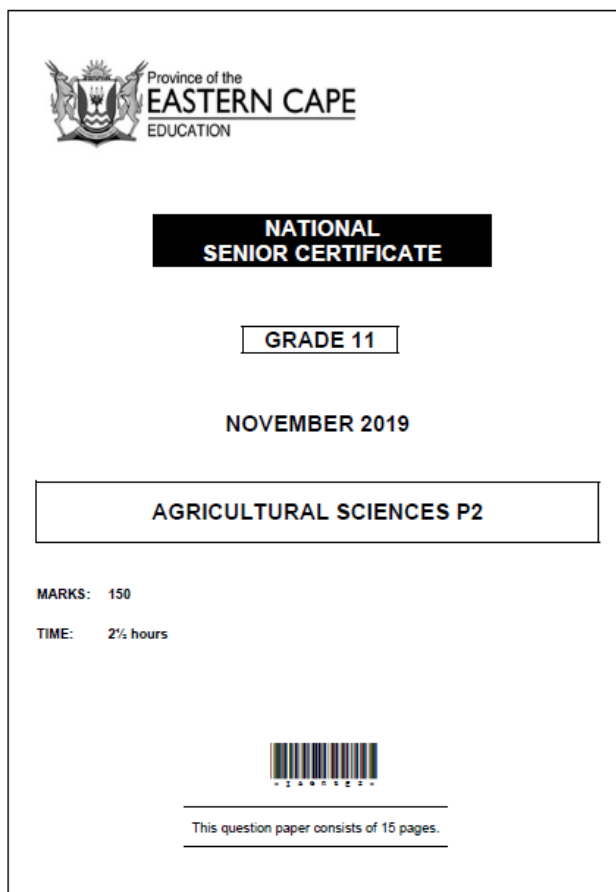 Province of the
EASTERN CAPE
EDUCATION
NATIONAL
SENIOR CERTIFICATE
GRADE 11
NOVEMBER 2019
AGRICULTURAL SCIENCES P2
MARKS: 150
TIME: 2½ hours
This question paper consists of 15 pages.